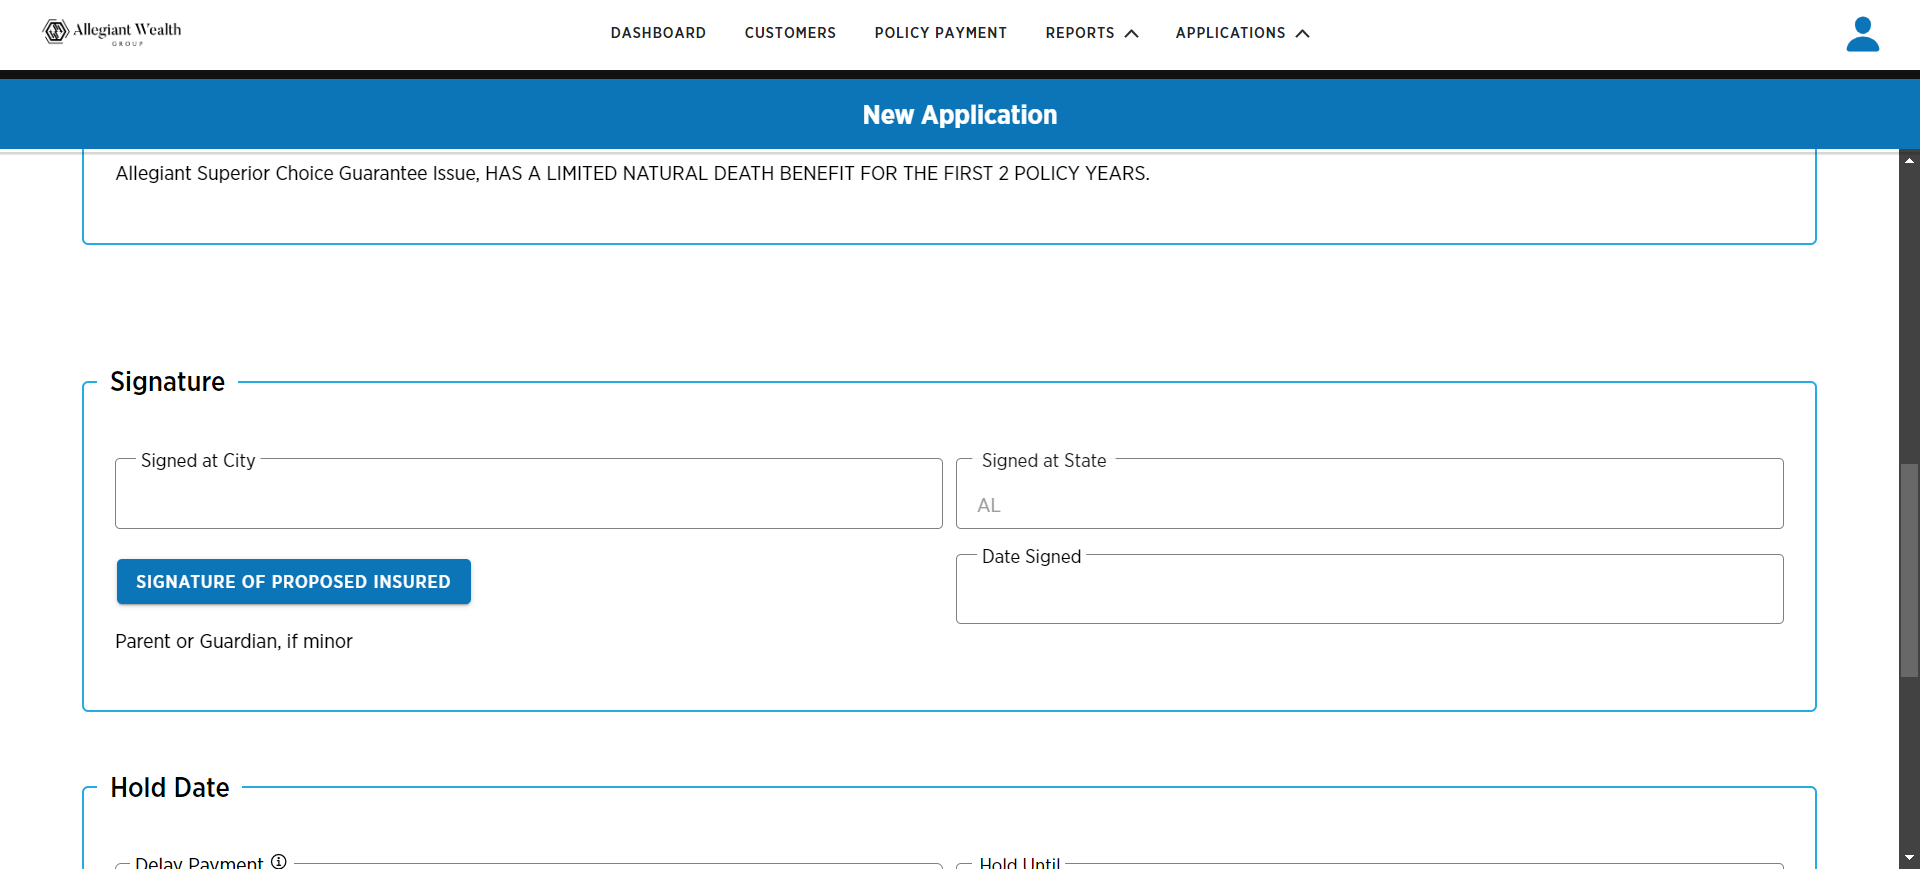 Allegiant Wealth
GROUP
DASHBOARD
CUSTOMERS
POLICY PAYMENT
REPORTS
APPLICATIONS
New Application
Allegiant Superior Choice Guarantee Issue, HAS A LIMITED NATURAL DEATH BENEFIT FOR THE FIRST 2 POLICY YEARS.
Signature
Signed at City
Signed at State
AL
SIGNATURE OF PROPOSED INSURED
Date Signed
Parent or Guardian, if minor
Hold Date
Delay Payment
Hold Until